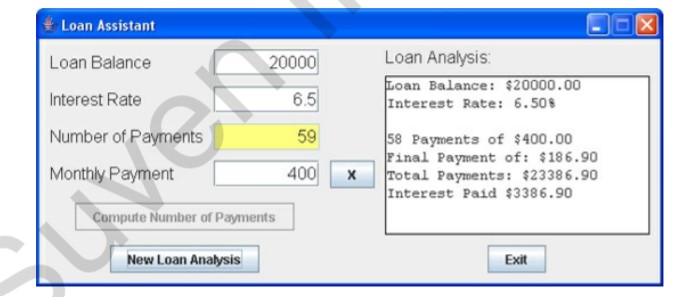 Loan Assistant
Loan Balance 20000
Interest Rate 6.5
Number of Payments 59
Monthly Payment 400 X
Compute Number of Payments
New Loan Analysis
Loan Analysis:
Loan Balance: $20000.00
Interest Rate: 6.50%
58 Payments of $400.00
Final Payment of: $186.90
Total Payments: $23386.90
Interest Paid $3386.90
Exit
Suven